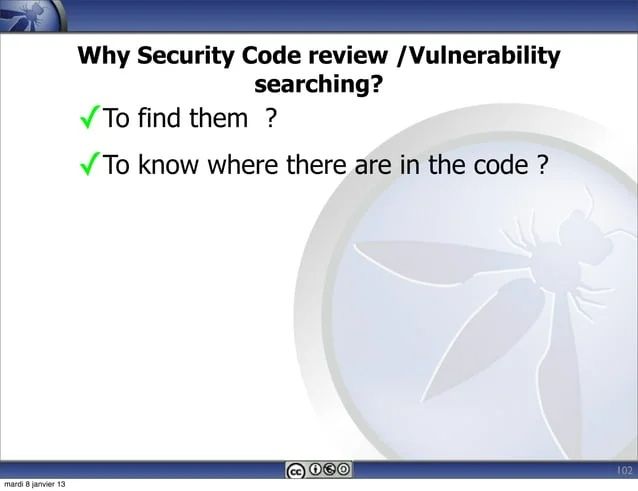 Why Security Code review /Vulnerability
searching?
✓To find them  ?
✓To know where there are in the code ?
cc
102
mardi 8 janvier 13